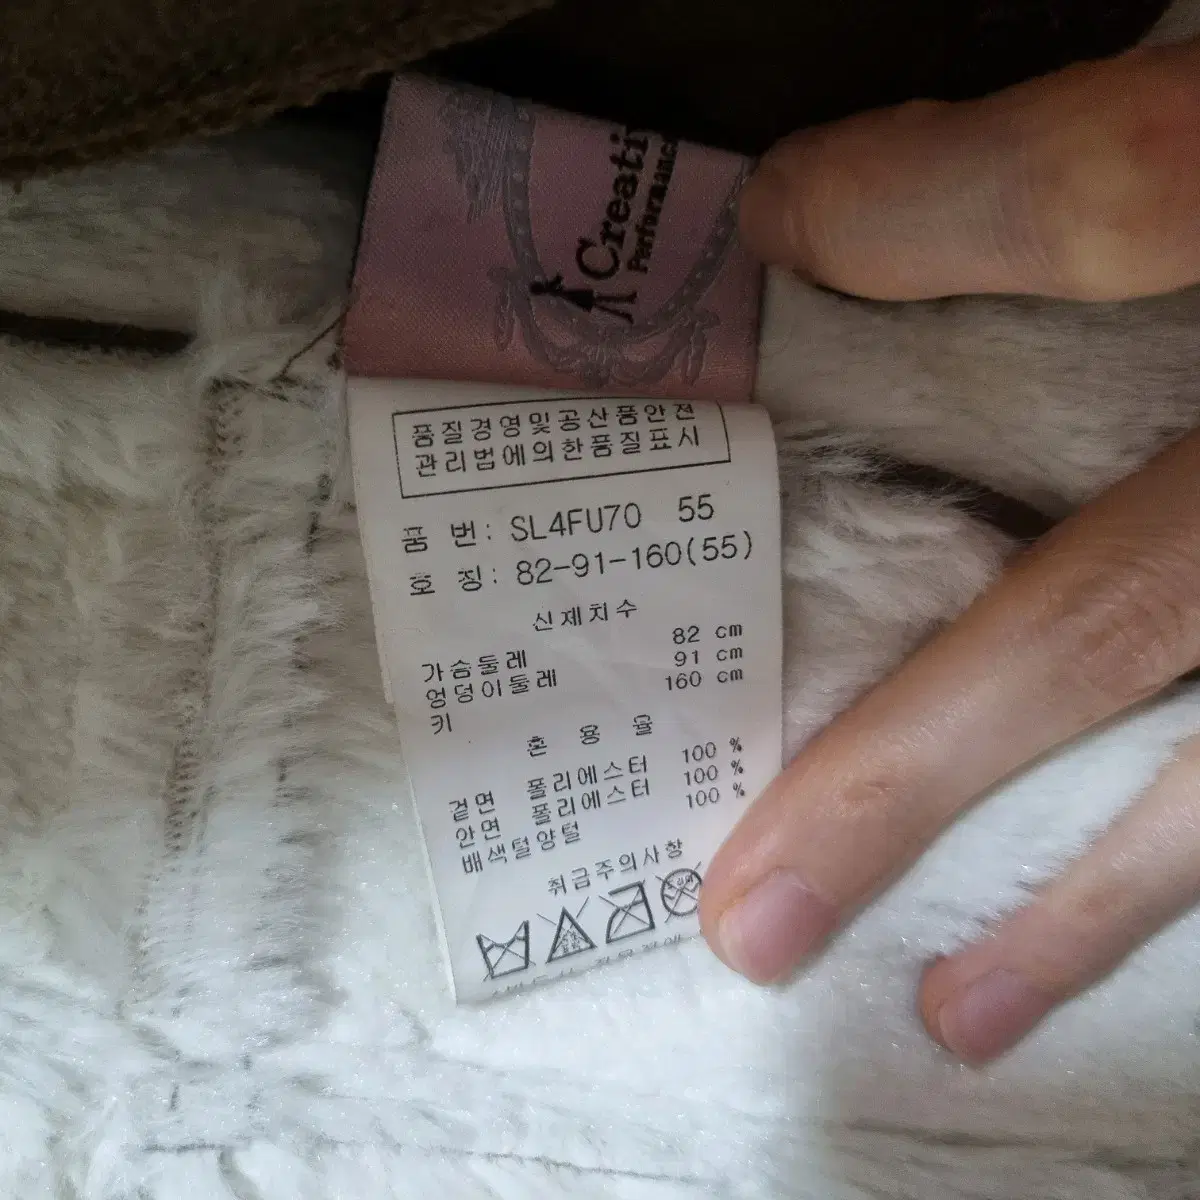 Creati
Performanc
품질경영및공산품안전
관리법에의한품질표시
품 번: SL4FU70 55
호 칭: 82-91-160(55)
신체치수
가슴둘레 82 cm
엉덩이둘레 91 cm
키 160 cm
혼 용 율
겉면 폴리에스터 100 %
안면 폴리에스터 100 %
배색털양털 100 %
취급주의사항